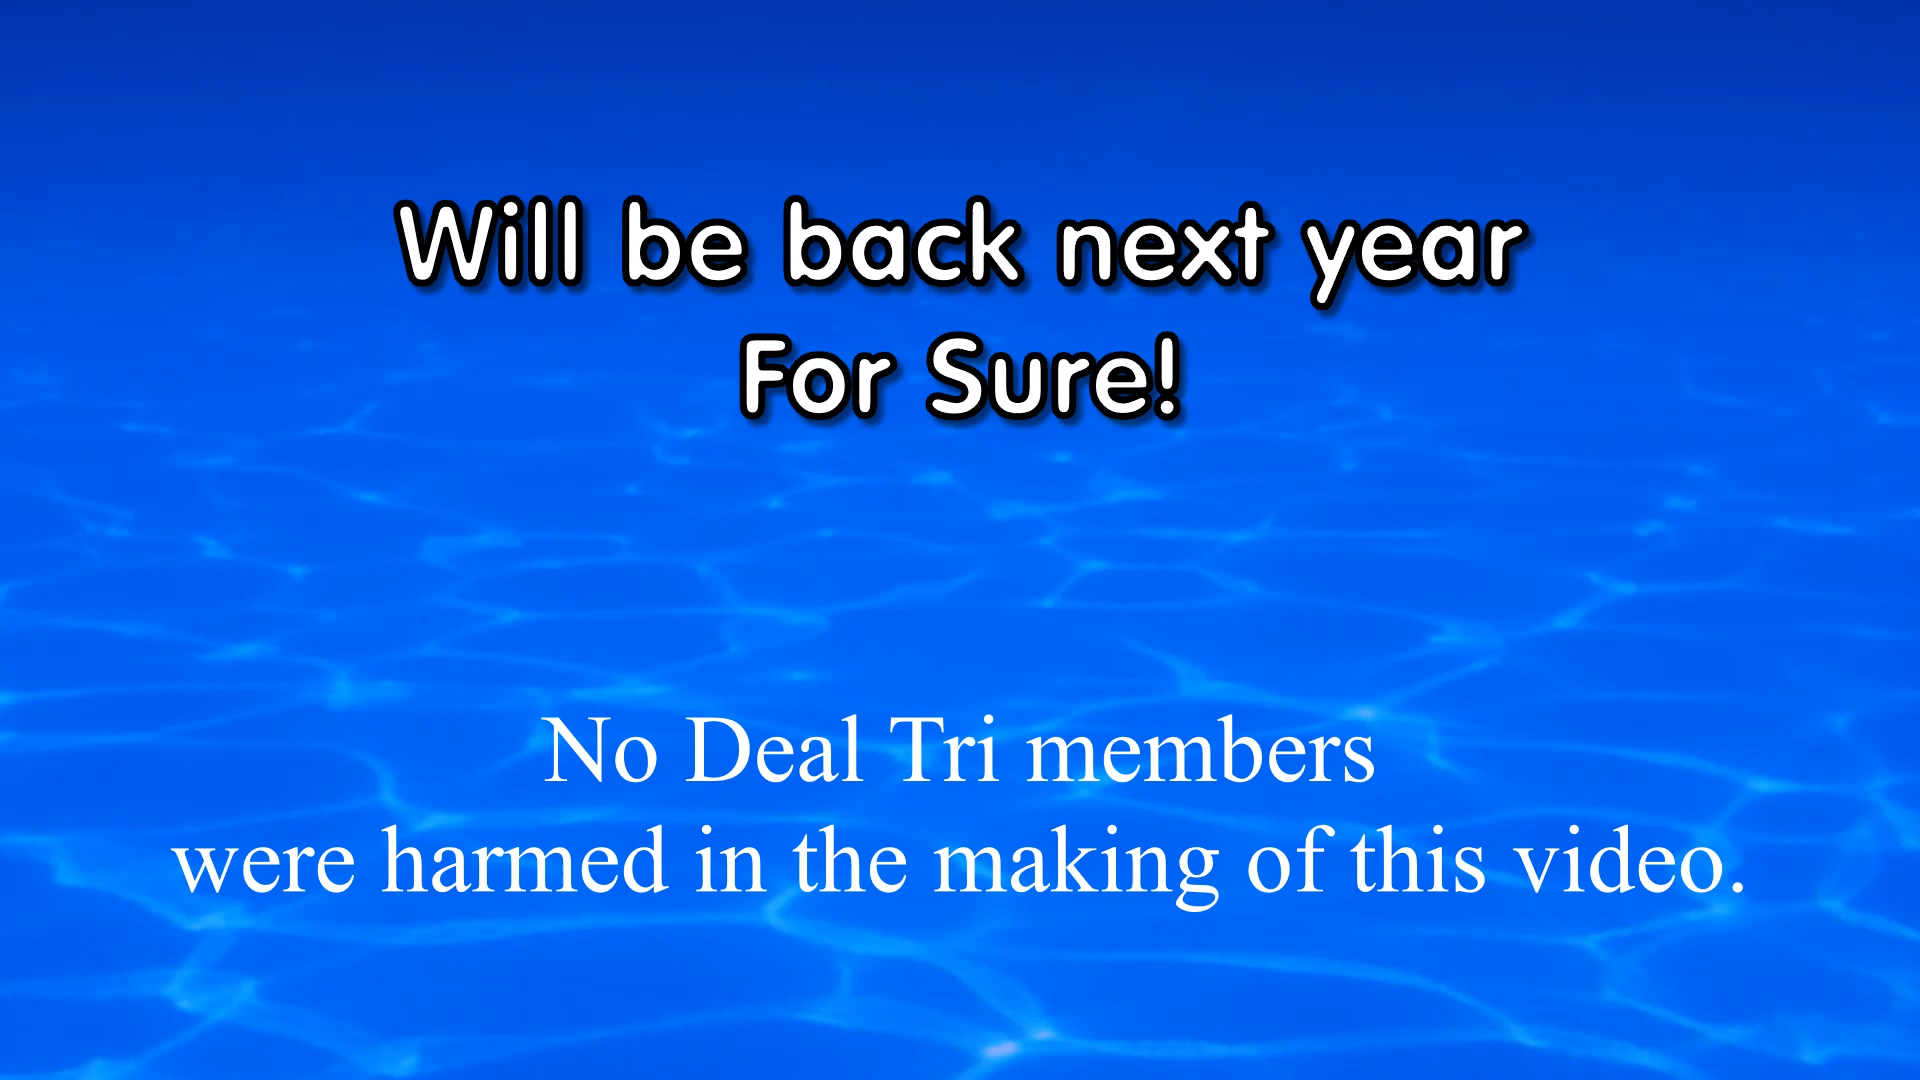 Will be back next year
For Sure!
No Deal Tri members
were harmed in the making of this video.